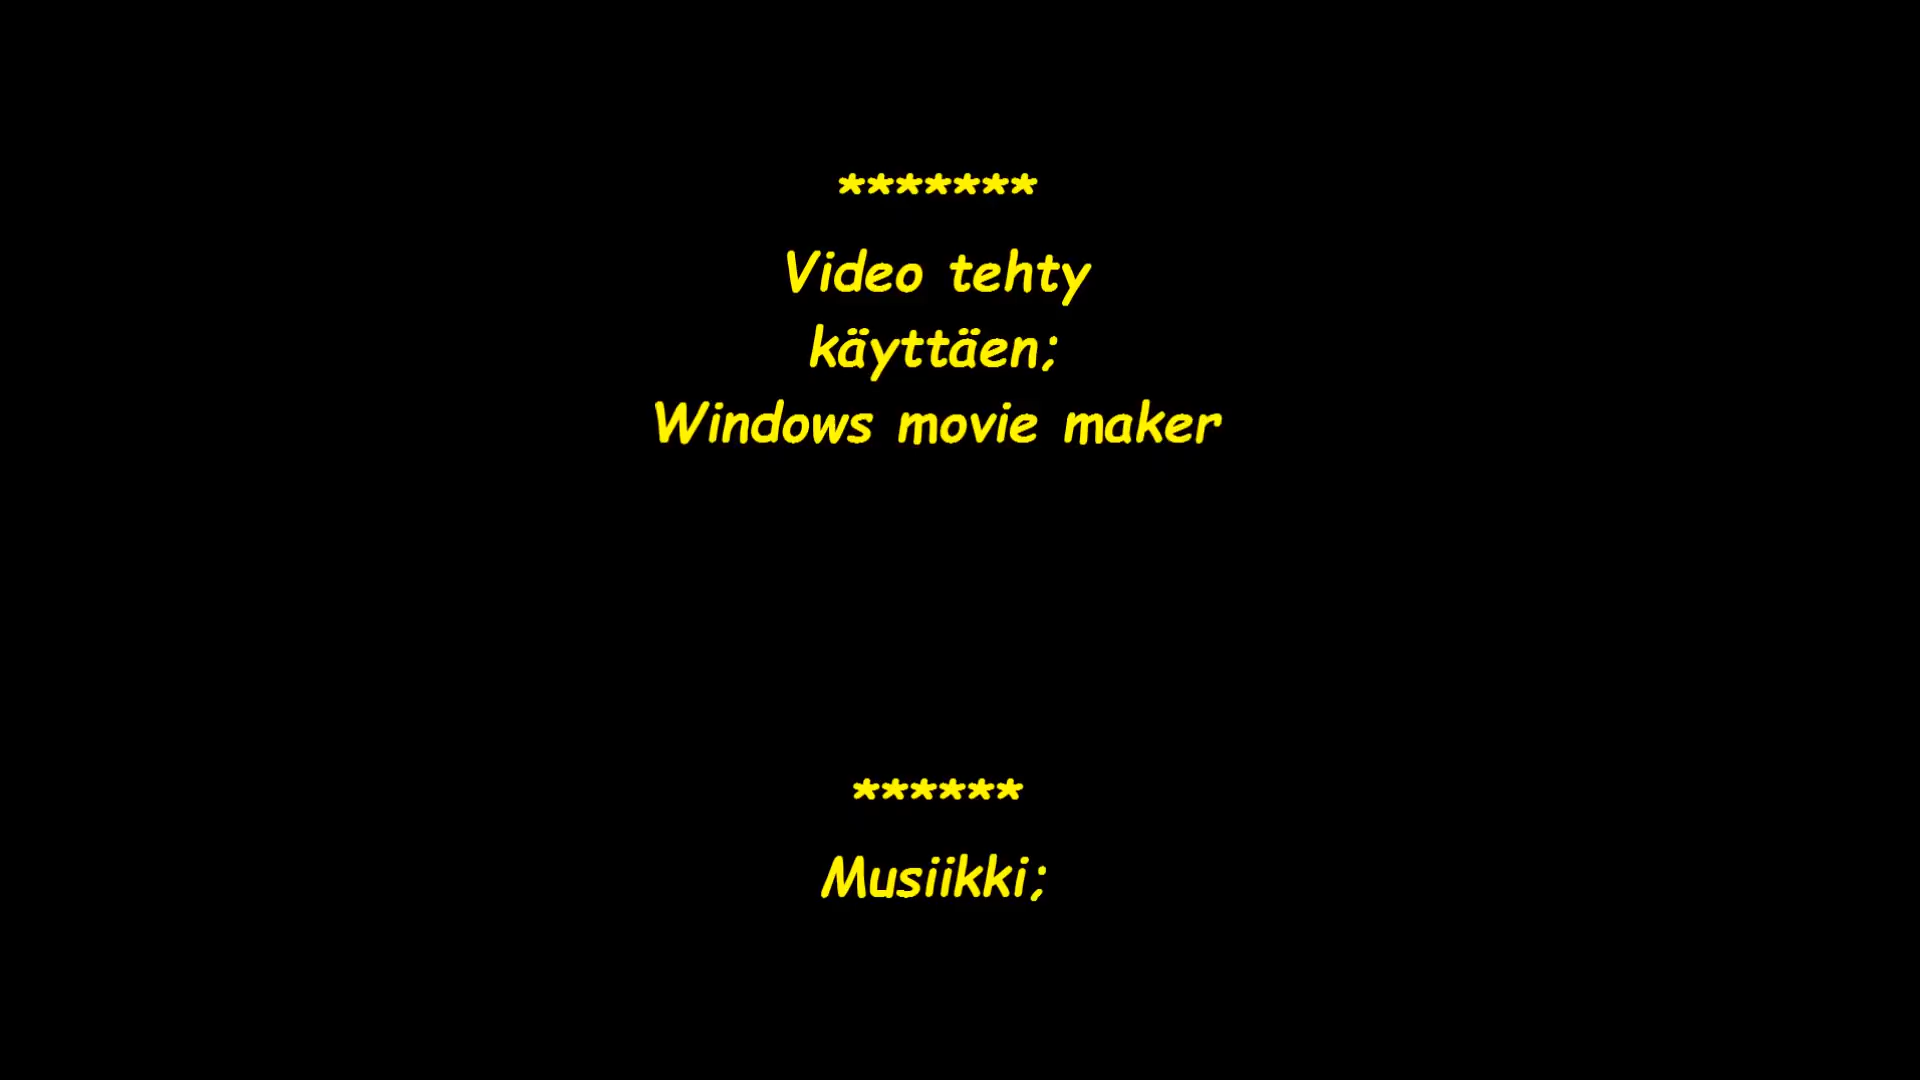 *******
Video tehty
käyttäen;
Windows movie maker
******
Musiikki;